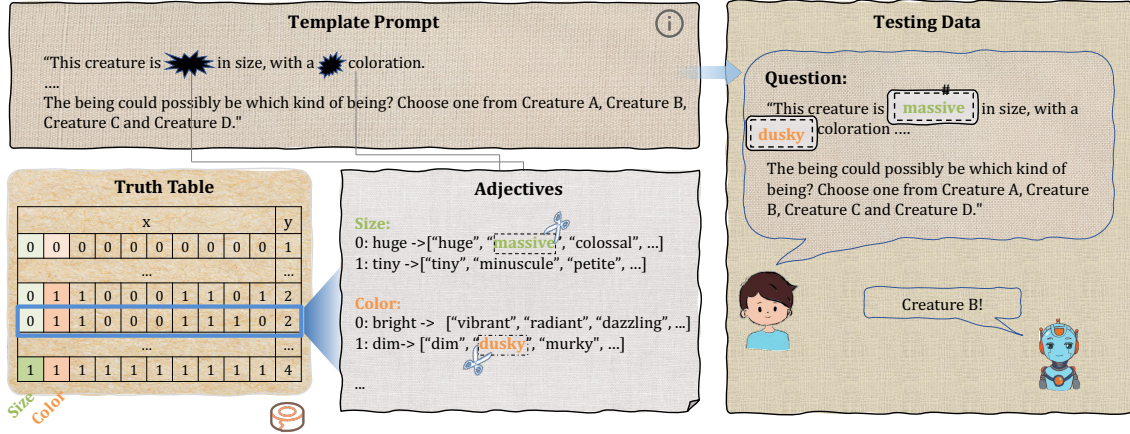 Template Prompt
“This creature is in size, with a coloration.
....
The being could possibly be which kind of being? Choose one from Creature A, Creature B,
Creature C and Creature D."
i
Truth Table
x y
0 0 0 0 0 0 0 0 0 0 1
... ...
0 1 1 0 0 0 1 1 0 1 2
0 1 1 0 0 0 1 1 1 0 2
... ...
1 1 1 1 1 1 1 1 1 1 4
Size
Color
Adjectives
Size:
0: huge ->[“huge”, “massive”, “colossal, ...]
1: tiny ->[“tiny”, “minuscule”, “petite”, ...]
Color:
0: bright -> [“vibrant”, “radiant”, “dazzling”, ...]
1: dim-> [“dim”, “dusky”, “murky”, ...]
...
Testing Data
Question:
#
“This creature is massive in size, with a
dusky coloration ....
The being could possibly be which kind of
being? Choose one from Creature A, Creature
B, Creature C and Creature D."
Creature B!